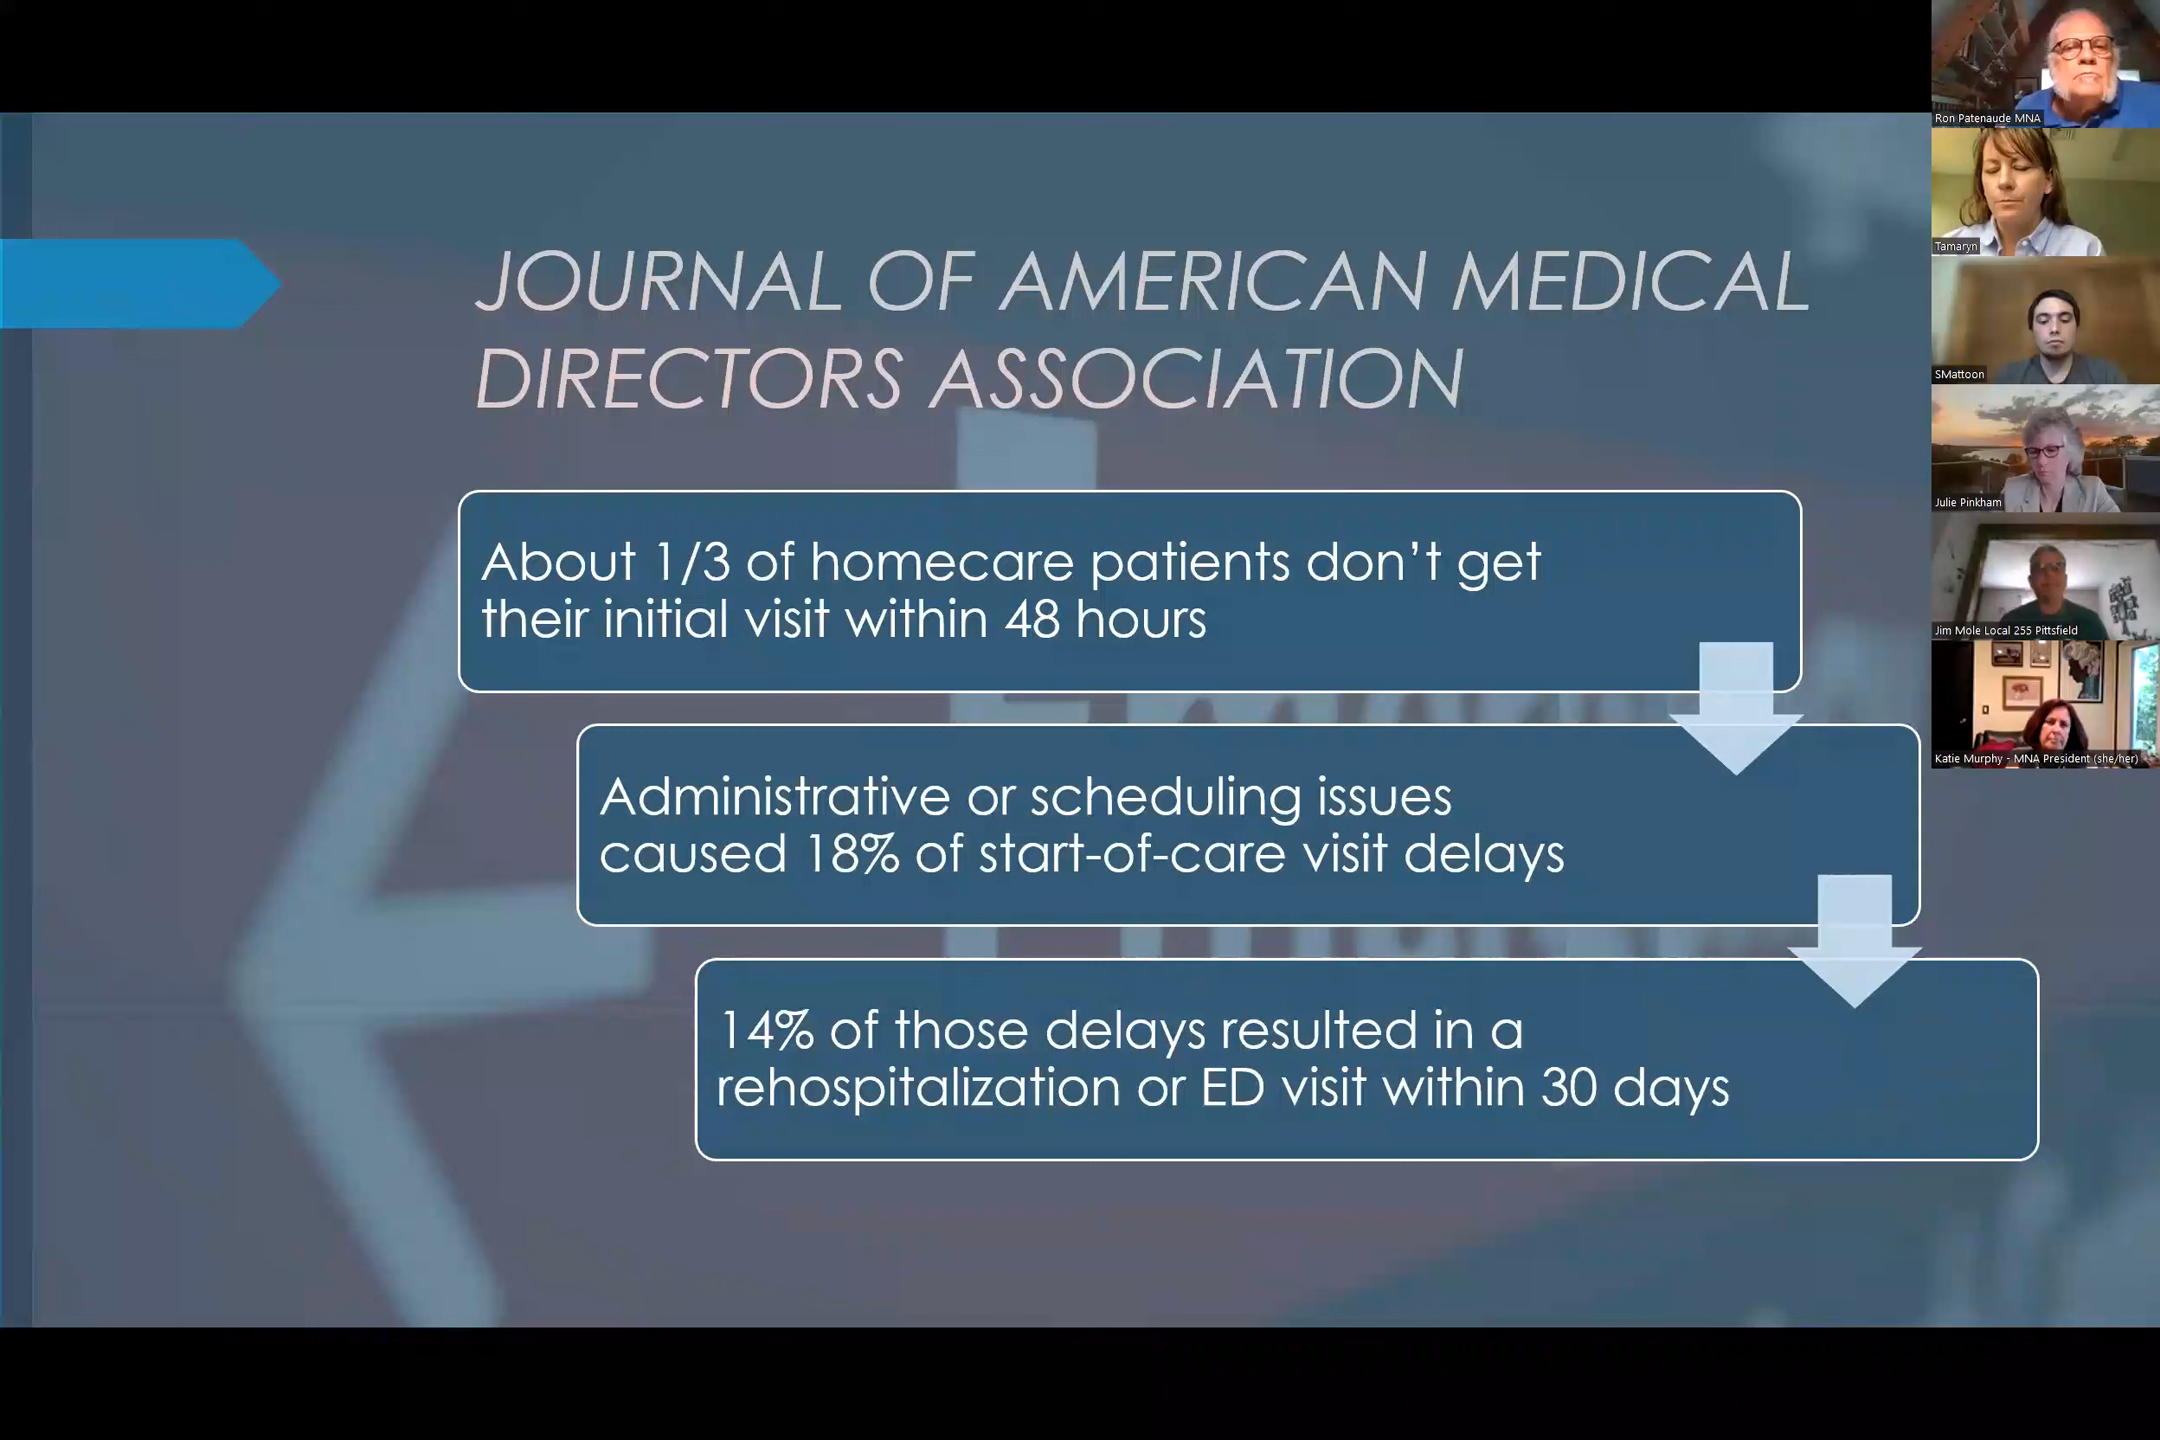 JOURNAL OF AMERICAN MEDICAL
DIRECTORS ASSOCIATION
About 1/3 of homecare patients don’t get
their initial visit within 48 hours
Administrative or scheduling issues
caused 18% of start-of-care visit delays
14% of those delays resulted in a
rehospitalization or ED visit within 30 days
Ron Patenaude MNA
Tamaryn
SMattoon
Julie Pinkham
Jim Mole Local 255 Pittsfield
Katie Murphy - MNA President (she/her)